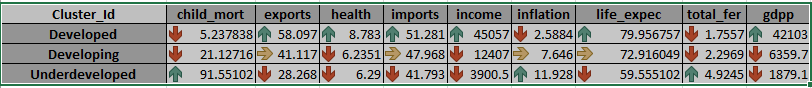 Cluster_Id child_mort exports health imports income inflation life_expec total_fer gdpp
Developed 5.237838 58.097 8.783 51.281 45057 2.5884 79.956757 1.7557 42103
Developing 21.12716 41.117 6.2351 47.968 12407 7.646 72.916049 2.2969 6359.7
Underdeveloped 91.55102 28.268 6.29 41.793 3900.5 11.928 59.555102 4.9245 1879.1